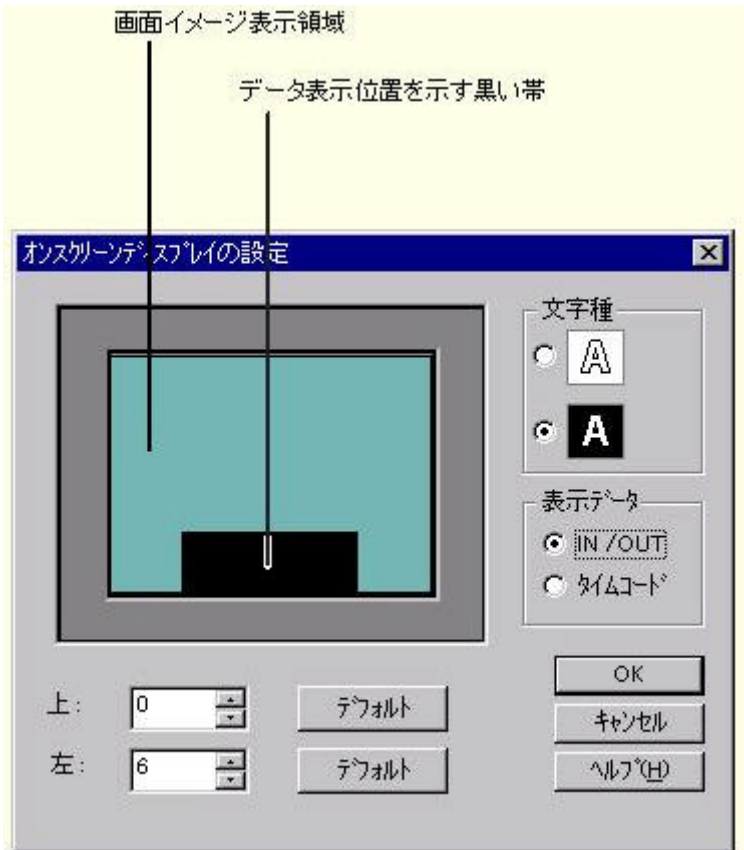 画面イメージ表示領域
データ表示位置を示す黒い帯
オンスクリーンディスプレイの設定
文字種
A
A
表示データ
IN /OUT
タイムコード
上: 0 デフォルト
左: 6 デフォルト
OK
キャンセル
ヘルプ(H)